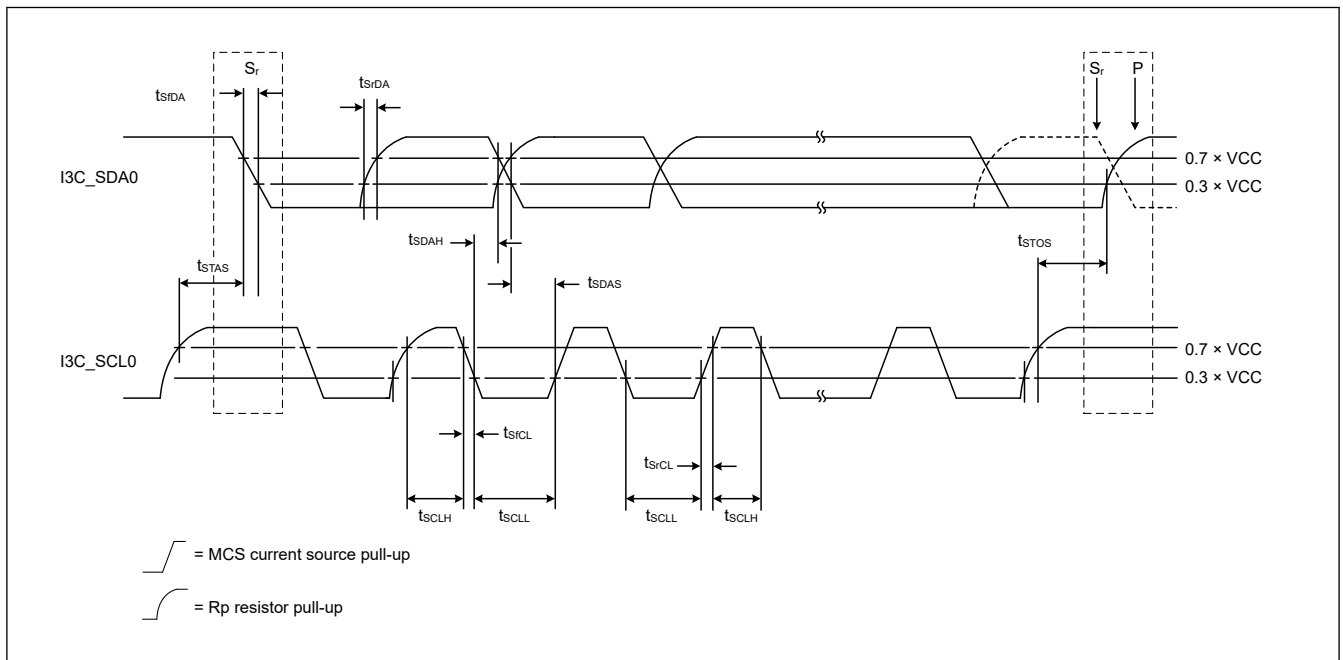 Sr
Sr P
tSfDA
tSrDA
I3C_SDA0
0.7 × VCC
0.3 × VCC
tSDAH
tSTAS
tSTOS
tSDAS
I3C_SCL0
0.7 × VCC
0.3 × VCC
tSfCL
tSrCL
tSCLH
tSCLL
tSCLL
tSCLH
= MCS current source pull-up
= Rp resistor pull-up